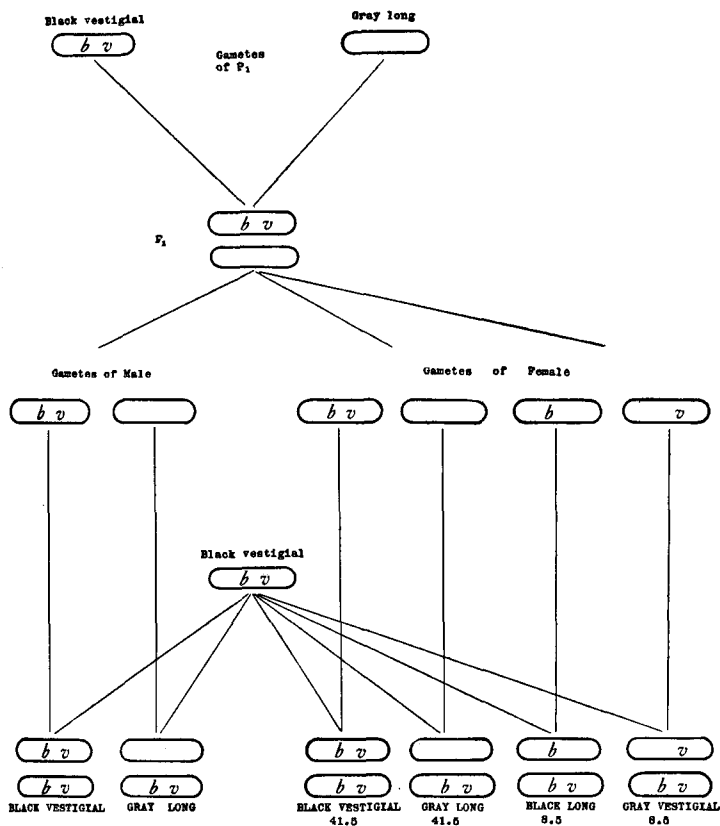 Black vestigial
Gray long
b v
Gametes
of P₁
b v
F₁
Gametes of Male
Gametes of Female
b v
b v
b
v
Black vestigial
b v
b v
b v
b
v
b v
b v
b v
b v
b v
b v
BLACK VESTIGIAL
GRAY LONG
BLACK VESTIGIAL
41.5
GRAY LONG
41.5
BLACK LONG
8.5
GRAY VESTIGIAL
8.5